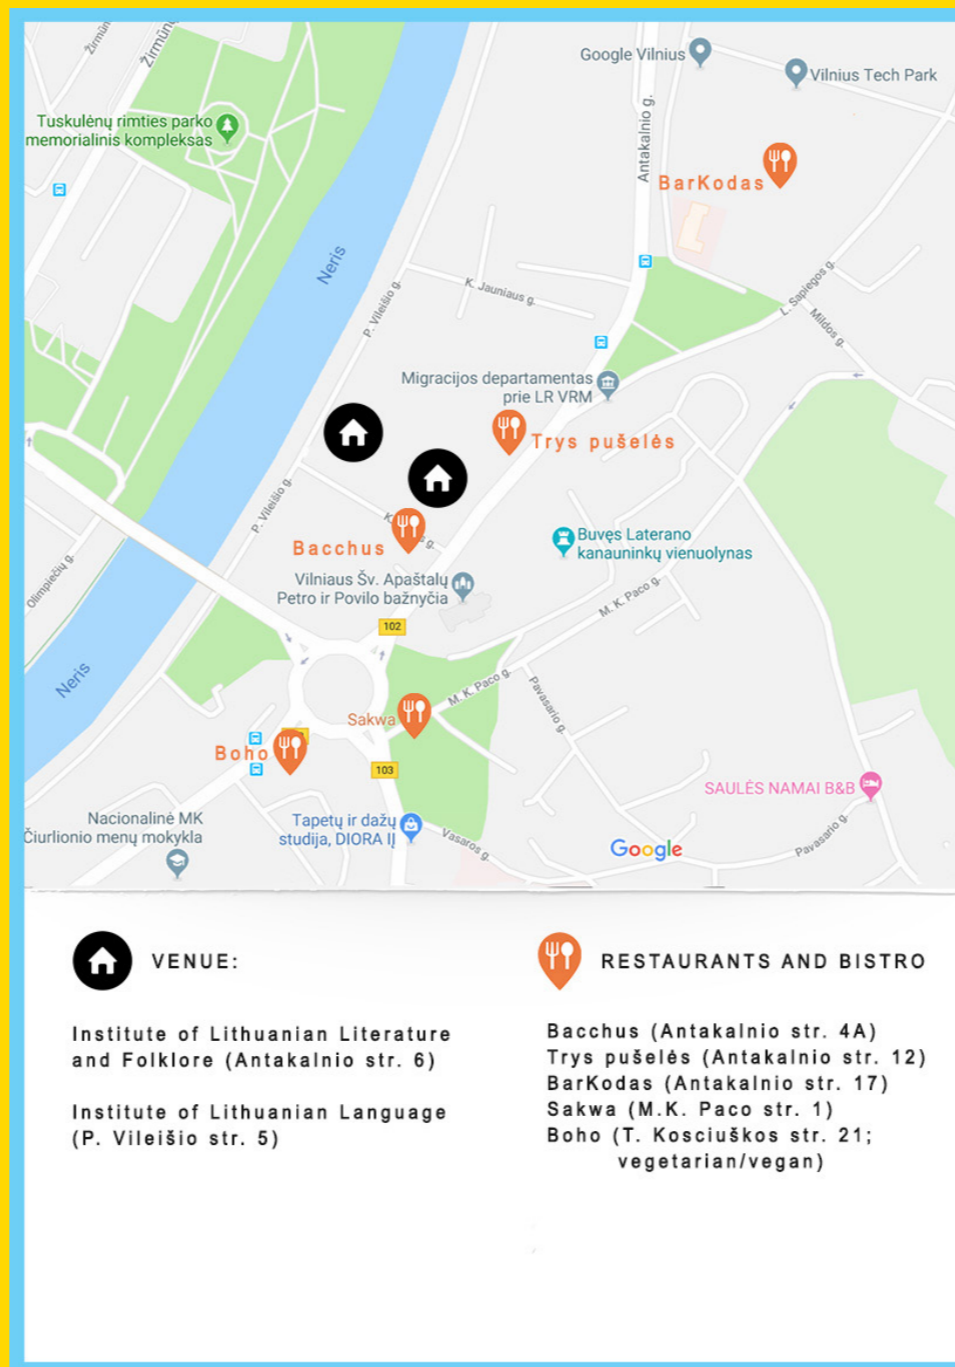 Žirmūnų
Žirmūn
Google Vilnius
Vilnius Tech Park
Tuskulėnų rimties parko
memorialinis kompleksas
Antakalnio g.
BarKodas
Neris
P. Vileišio g.
K. Jauniaus g.
L. Sapiegos g.
Mildos g.
Migracijos departamentas
prie LR VRM
Trys pušelės
P. Vileišio g.
Bacchus
Buvęs Laterano
kanauninkų vienuolynas
Olimpiečių g.
Vilniaus Šv. Apaštalų
Petro ir Povilo bažnyčia
M. K. Paco g.
102
Neris
M. K. Paco g.
Pavasario g.
Sakwa
Boho
103
SAULĖS NAMAI B&B
Nacionalinė MK
Čiurlionio menų mokykla
Tapetų ir dažų
studija, DIORA IĮ
Vasaros g.
Google
Pavasario g.
VENUE:
Institute of Lithuanian Literature
and Folklore (Antakalnio str. 6)
Institute of Lithuanian Language
(P. Vileišio str. 5)
RESTAURANTS AND BISTRO
Bacchus (Antakalnio str. 4A)
Trys pušelės (Antakalnio str. 12)
BarKodas (Antakalnio str. 17)
Sakwa (M.K. Paco str. 1)
Boho (T. Kosciuškos str. 21;
vegetarian/vegan)